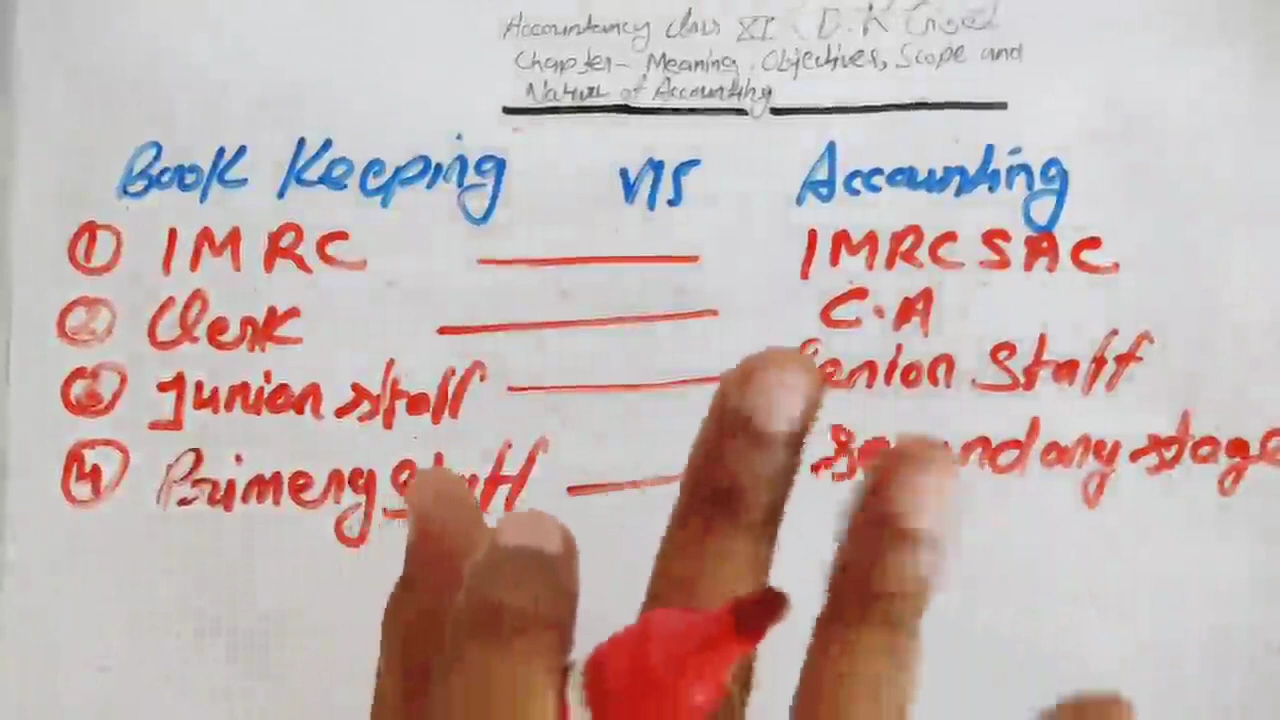 Accountancy Class XI D.K Goel
Chapter- Meaning, Objectives, Scope and
Nature of Accounting
Book Keeping V/S Accounting
① IMRC — IMRCSAC
② Clerk — C.A
③ Junior staff — Senior Staff
④ Primery — Secondary stage